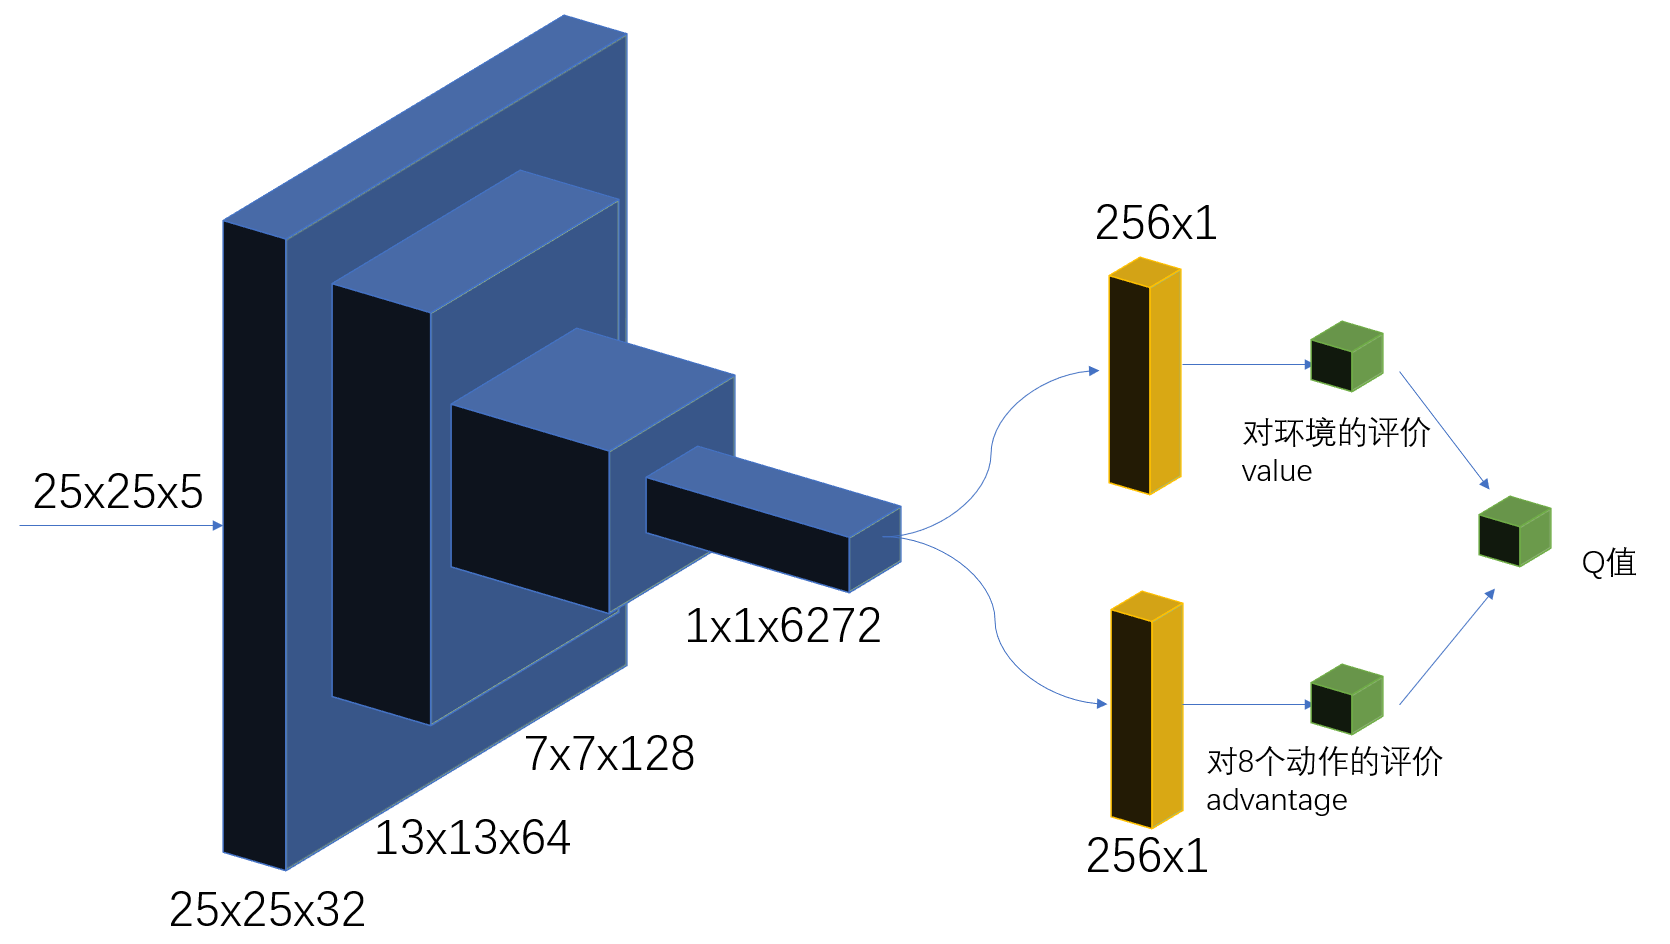 25x25x5
25x25x32
13x13x64
7x7x128
1x1x6272
256x1
对环境的评价
value
256x1
对8个动作的评价
advantage
Q值